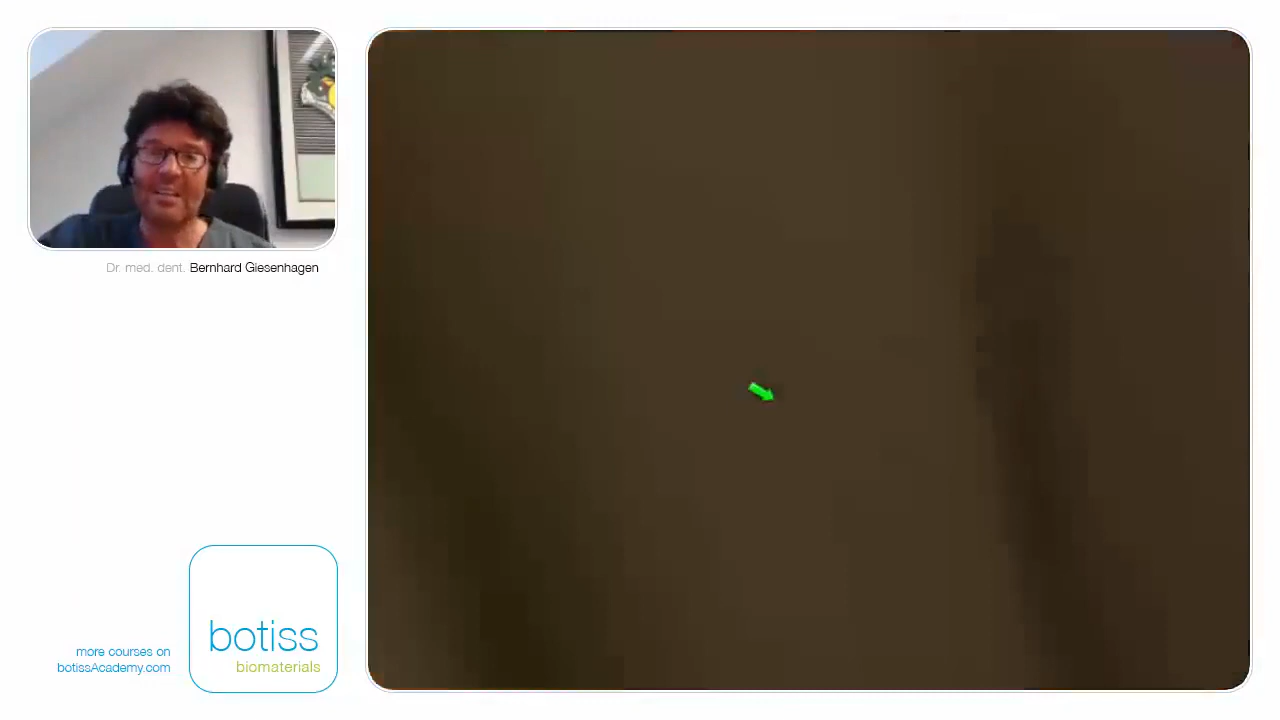 Dr. med. dent. Bernhard Giesenhagen
botiss
biomaterials
more courses on
botissAcademy.com